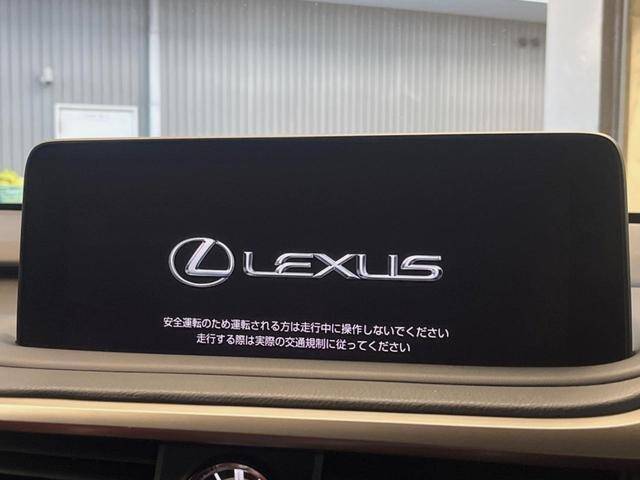 LEXUS
安全運転のため運転される方は走行中に操作しないでください
走行する際は実際の交通規制に従ってください